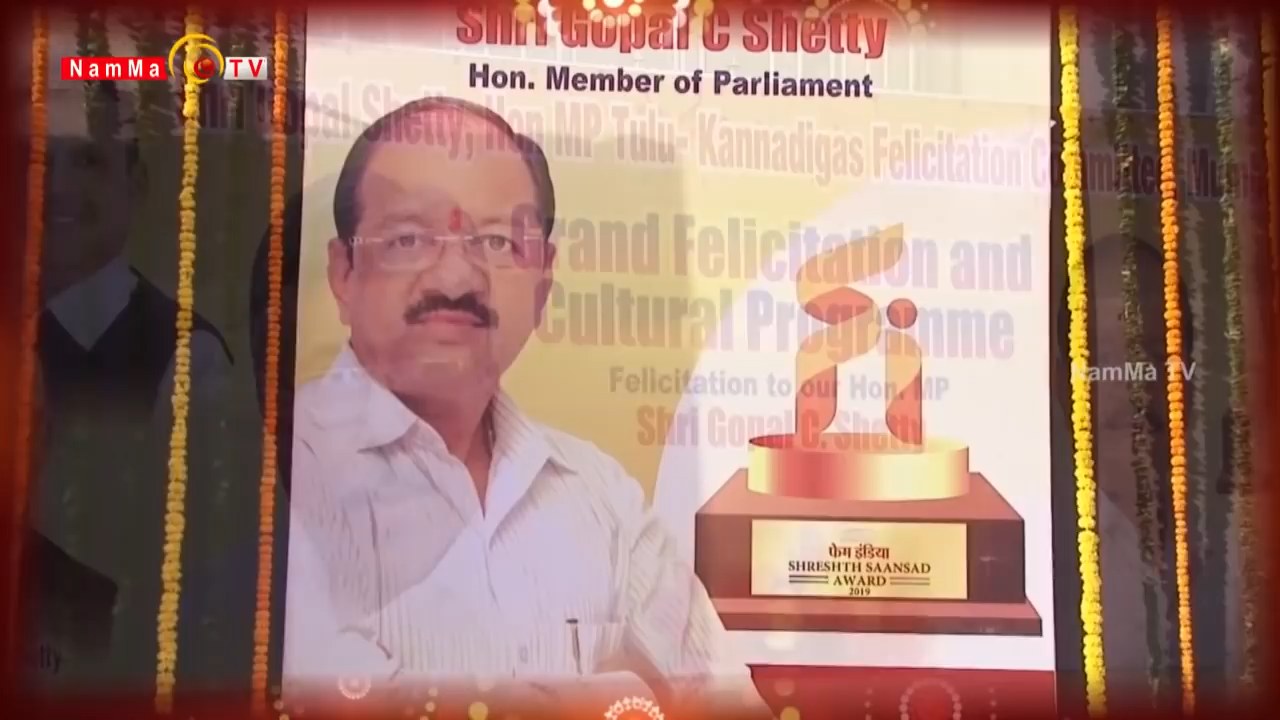 Shri Gopal C Shetty
NamMa TV
Hon. Member of Parliament
Shri Gopal Shetty, Hon MP Tulu- Kannadigas Felicitation Committee, Mumbai
Grand Felicitation and
Cultural Programme
NamMa TV
Felicitation to our Hon. MP
Shri Gopal C. Shetty
फेम इंडिया
SHRESHTH SAANSAD
AWARD
2019